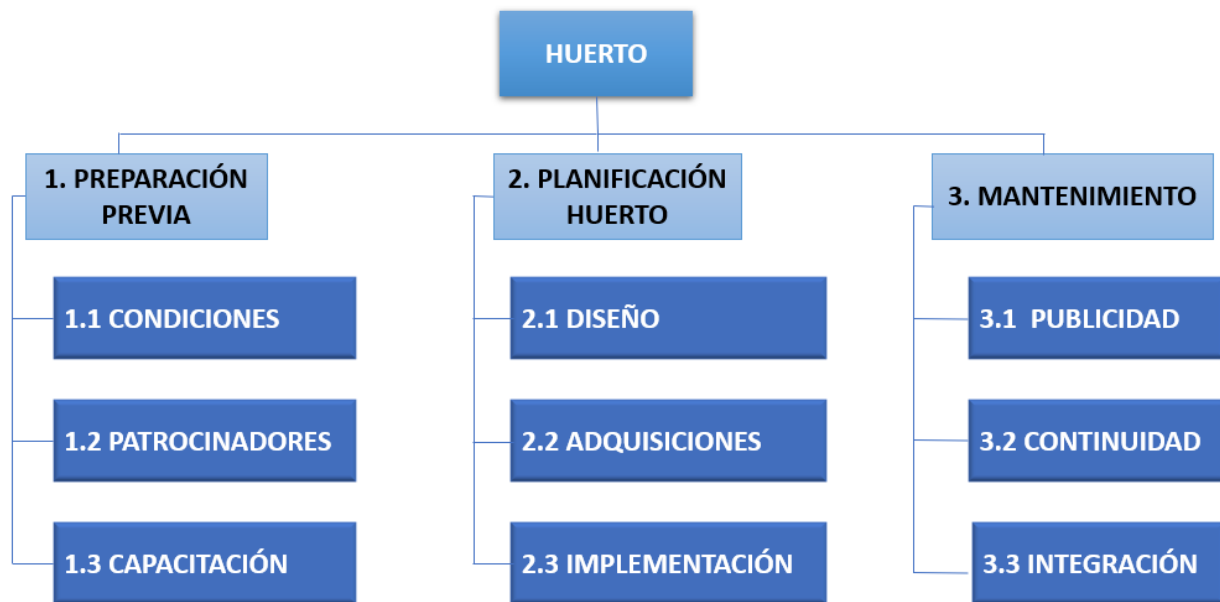 HUERTO
1. PREPARACIÓN
PREVIA
2. PLANIFICACIÓN
HUERTO
3. MANTENIMIENTO
1.1 CONDICIONES
2.1 DISEÑO
3.1 PUBLICIDAD
1.2 PATROCINADORES
2.2 ADQUISICIONES
3.2 CONTINUIDAD
1.3 CAPACITACIÓN
2.3 IMPLEMENTACIÓN
3.3 INTEGRACIÓN